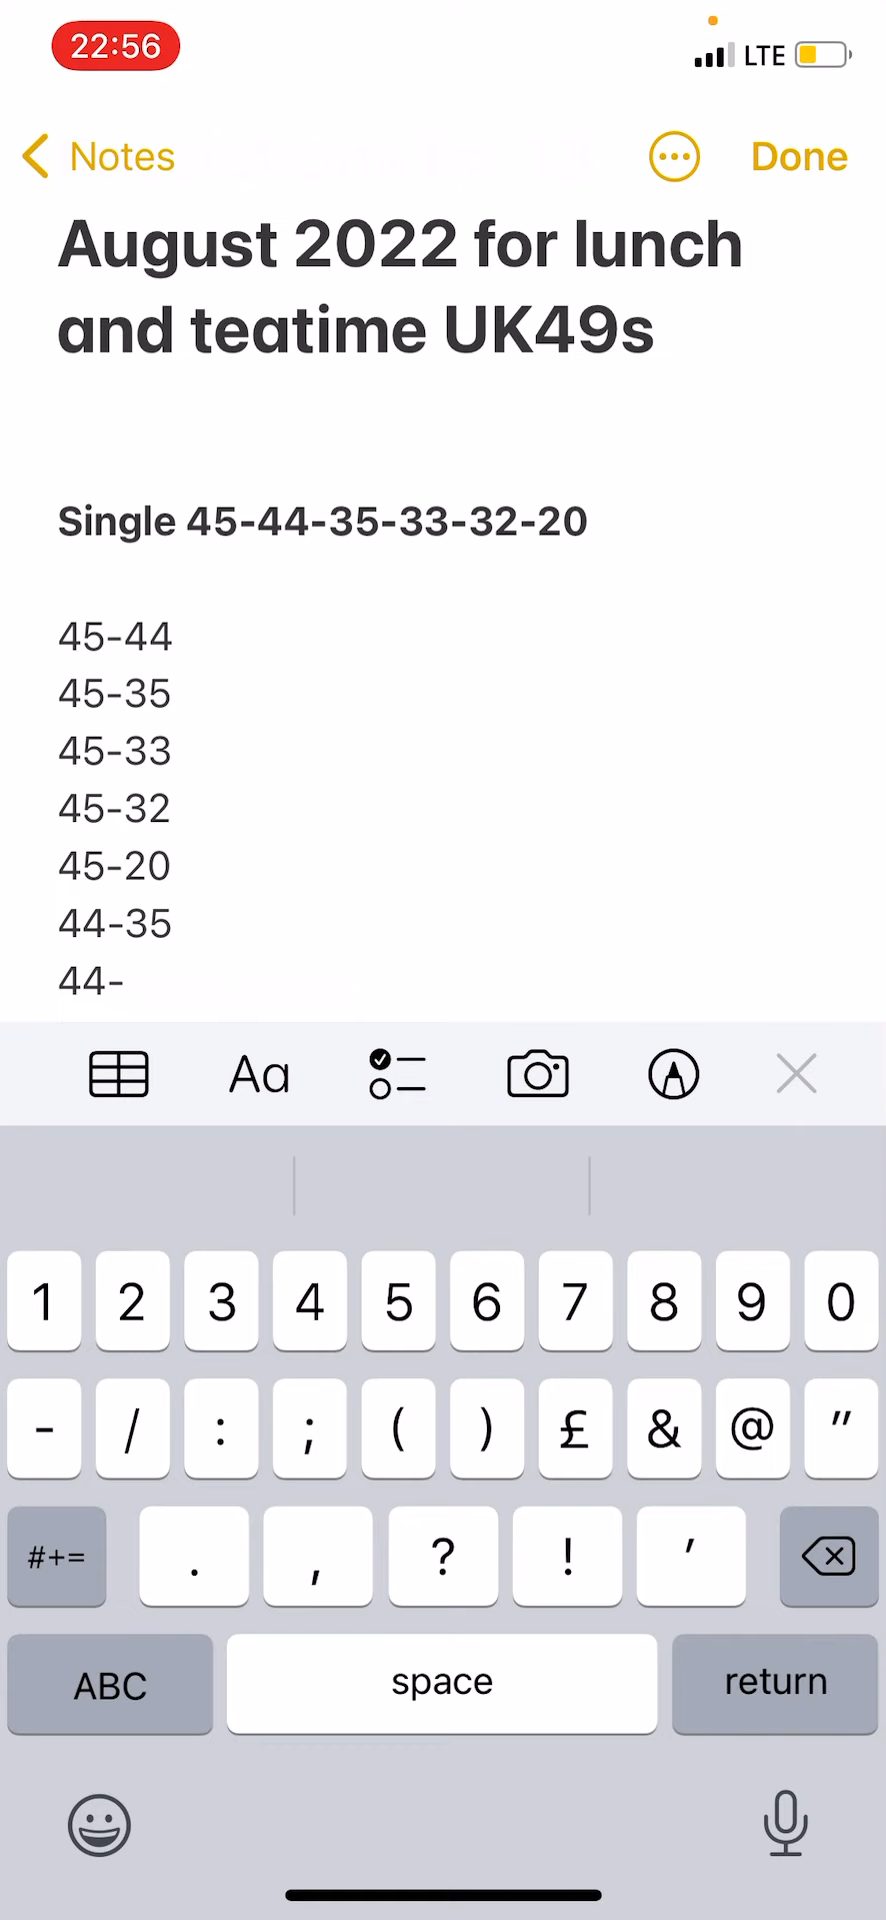 22:56
LTE
Notes
Done
August 2022 for lunch
and teatime UK49s
Single 45-44-35-33-32-20
45-44
45-35
45-33
45-32
45-20
44-35
44-
Aa
1 2 3 4 5 6 7 8 9 0
- / : ; ( ) £ & @ "
#+= . , ? ! '
ABC space return